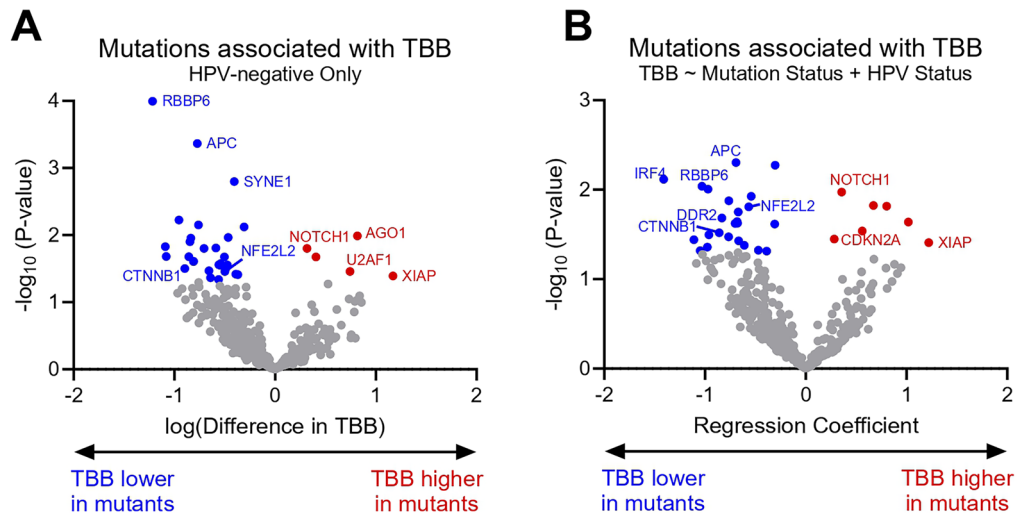 A
Mutations associated with TBB
HPV-negative Only
4
3
2
1
0
-log10 (P-value)
RBBP6
APC
SYNE1
NOTCH1
AGO1
NFE2L2
U2AF1
CTNNB1
XIAP
-2
-1
0
1
2
log(Difference in TBB)
TBB lower
in mutants
TBB higher
in mutants
B
Mutations associated with TBB
TBB ~ Mutation Status + HPV Status
3
2
1
0
-log10 (P-value)
APC
IRF4
RBBP6
NOTCH1
NFE2L2
DDR2
CTNNB1
CDKN2A
XIAP
-2
-1
0
1
2
Regression Coefficient
TBB lower
in mutants
TBB higher
in mutants